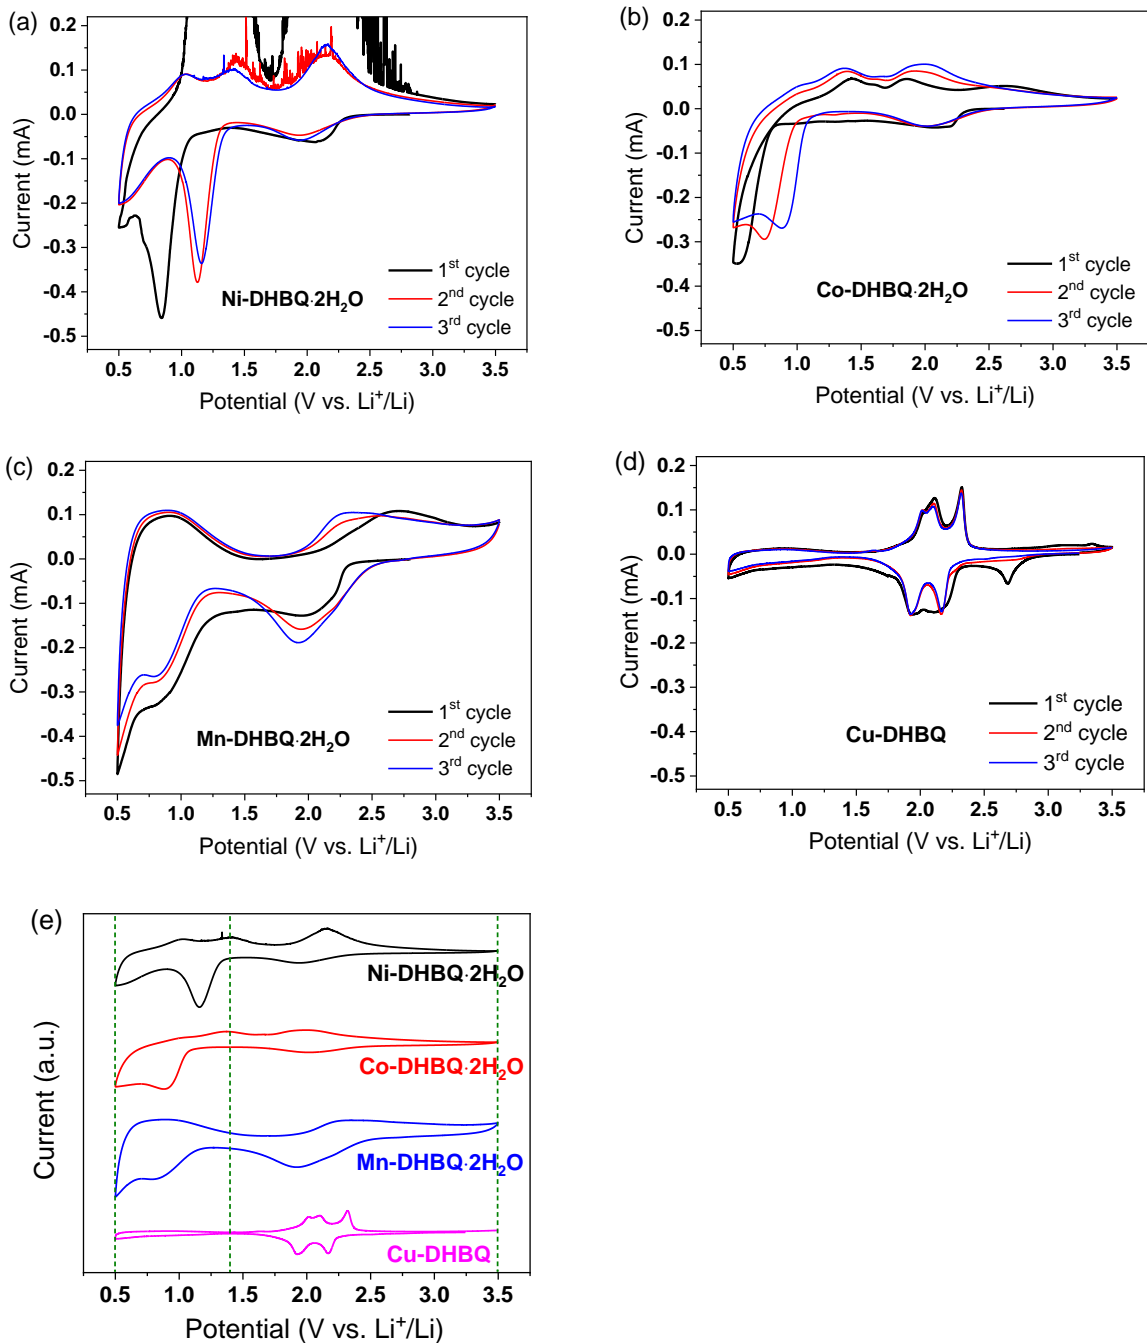 (a)
0.2
0.1
0.0
-0.1
-0.2
-0.3
-0.4
-0.5
Current (mA)
Ni-DHBQ·2H₂O
1st cycle
2nd cycle
3rd cycle
0.5 1.0 1.5 2.0 2.5 3.0 3.5
Potential (V vs. Li⁺/Li)
(b)
0.2
0.1
0.0
-0.1
-0.2
-0.3
-0.4
-0.5
Current (mA)
Co-DHBQ·2H₂O
1st cycle
2nd cycle
3rd cycle
0.5 1.0 1.5 2.0 2.5 3.0 3.5
Potential (V vs. Li⁺/Li)
(c)
0.2
0.1
0.0
-0.1
-0.2
-0.3
-0.4
-0.5
Current (mA)
Mn-DHBQ·2H₂O
1st cycle
2nd cycle
3rd cycle
0.5 1.0 1.5 2.0 2.5 3.0 3.5
Potential (V vs. Li⁺/Li)
(d)
0.2
0.1
0.0
-0.1
-0.2
-0.3
-0.4
-0.5
Current (mA)
Cu-DHBQ
1st cycle
2nd cycle
3rd cycle
0.5 1.0 1.5 2.0 2.5 3.0 3.5
Potential (V vs. Li⁺/Li)
(e)
Current (a.u.)
Ni-DHBQ·2H₂O
Co-DHBQ·2H₂O
Mn-DHBQ·2H₂O
Cu-DHBQ
0.5 1.0 1.5 2.0 2.5 3.0 3.5
Potential (V vs. Li⁺/Li)